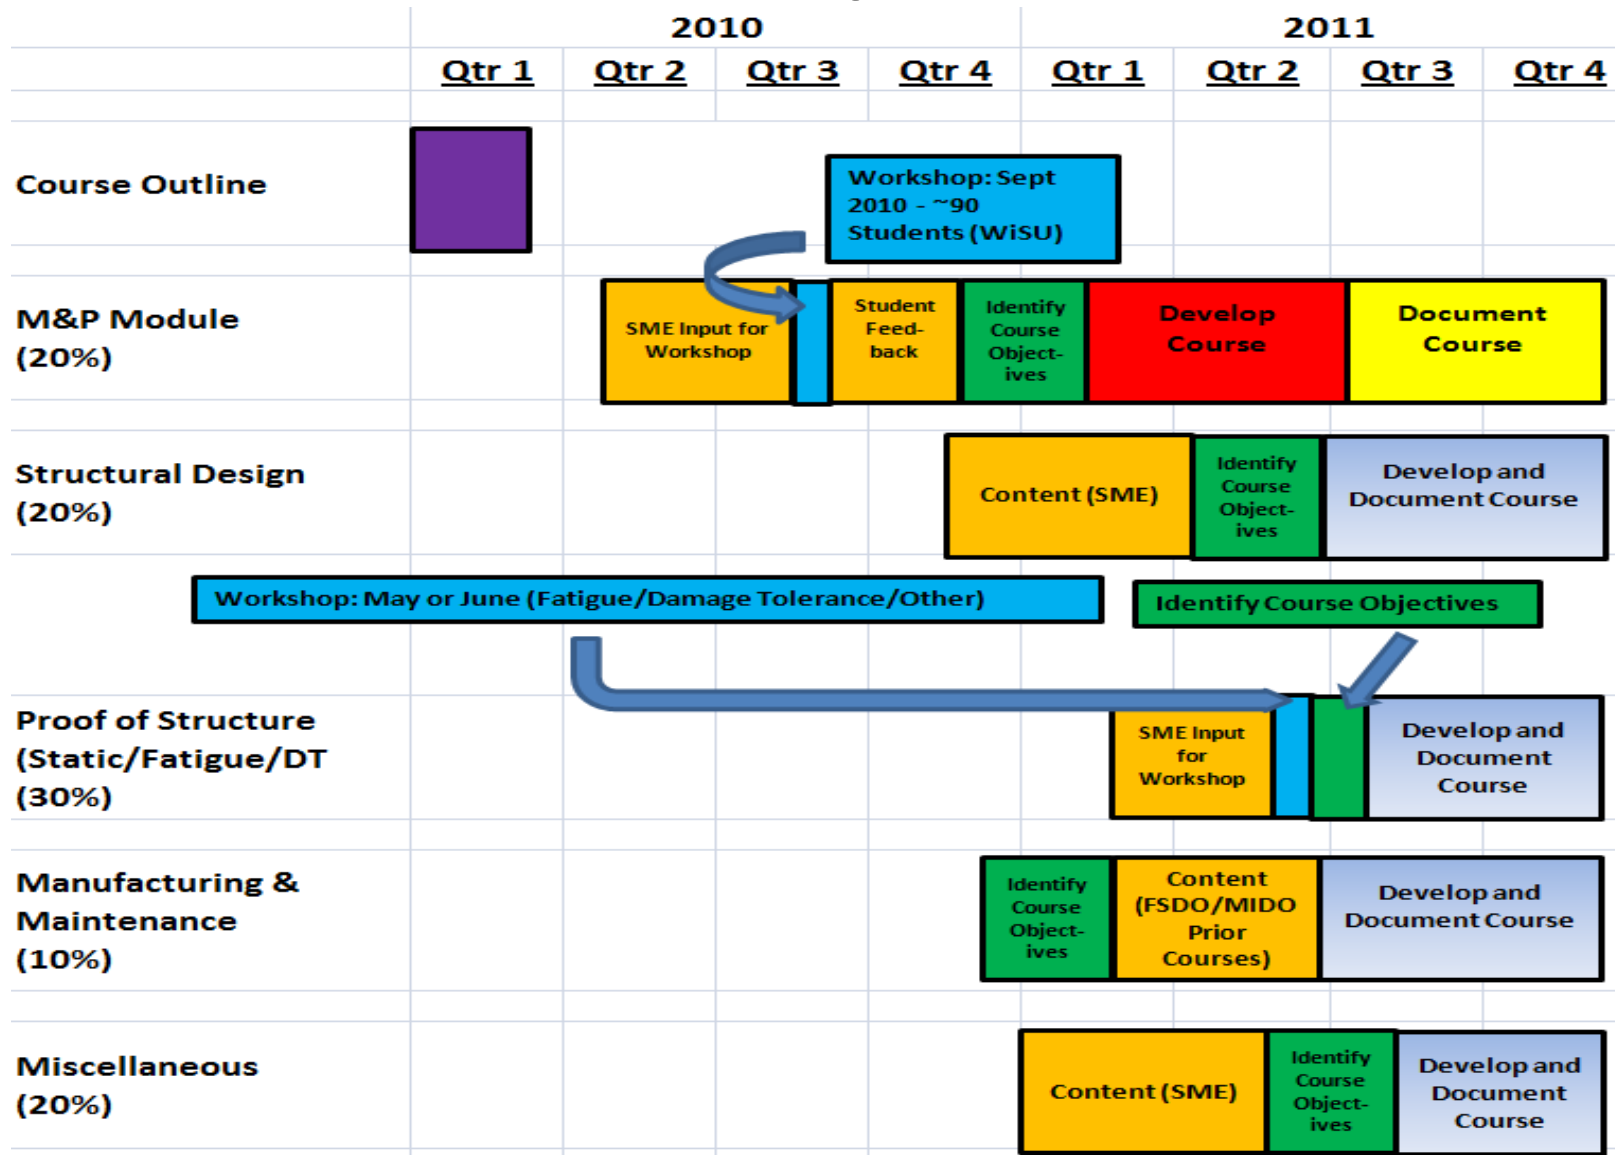 2010 2011
Qtr 1 Qtr 2 Qtr 3 Qtr 4 Qtr 1 Qtr 2 Qtr 3 Qtr 4
Course Outline
Workshop: Sept
2010 - ~90
Students (WiSU)
M&P Module
(20%)
SME Input for
Workshop
Student
Feed-
back
Identify
Course
Object-
ives
Develop
Course
Document
Course
Structural Design
(20%)
Content (SME)
Identify
Course
Object-
ives
Develop and
Document Course
Workshop: May or June (Fatigue/Damage Tolerance/Other)
Identify Course Objectives
Proof of Structure
(Static/Fatigue/DT
(30%)
SME Input
for
Workshop
Develop and
Document
Course
Manufacturing &
Maintenance
(10%)
Identify
Course
Object-
ives
Content
(FSDO/MIDO
Prior
Courses)
Develop and
Document Course
Miscellaneous
(20%)
Content (SME)
Identify
Course
Object-
ives
Develop and
Document
Course